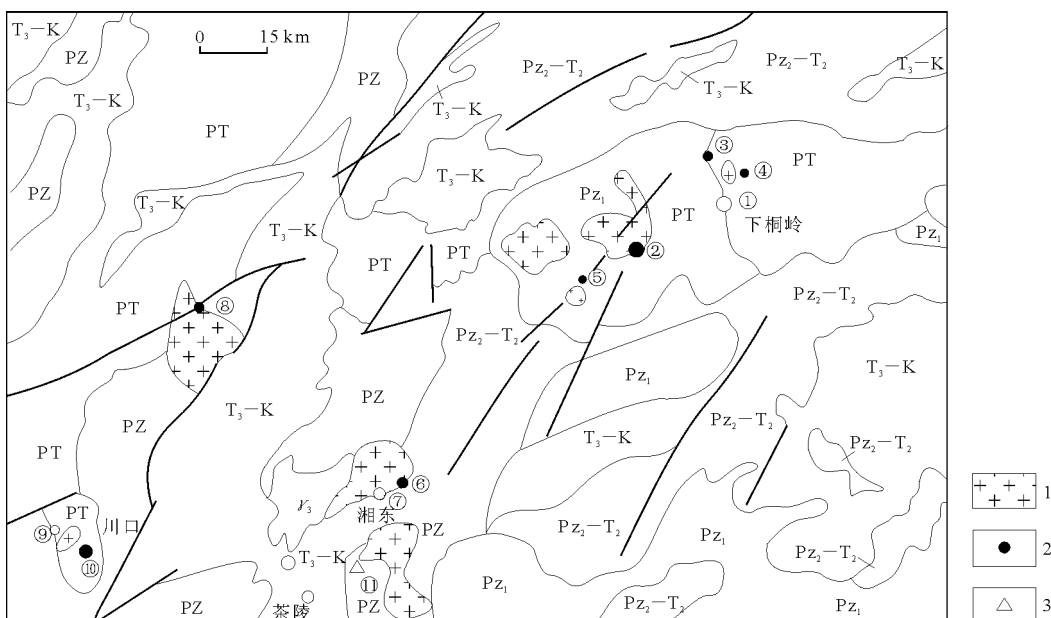 T₃－K
0 15 km
PZ
PZ
Pz₂－T₂
Pz₂－T₂
T₃－K
T₃－K
T₃－K
T₃－K
PT
③
PT
④
PZ
T₃－K
T₃－K
Pz₁
①
PT
下桐岭
T₃－K
Pz₁
②
PT
PT
⑤
Pz₂－T₂
PT
⑧
Pz₂－T₂
Pz₁
T₃－K
PZ
T₃－K
PZ
T₃－K
Pz₂－T₂
Pz₂－T₂
PT
⑥
γ₃
⑦
湘东
PT
川口
⑨
⑩
PZ
Pz₂－T₂
Pz₂－T₂
T₃－K
⑪
Pz₁
PZ
PZ
茶陵
Pz₂－T₂
Pz₁
1
2
3